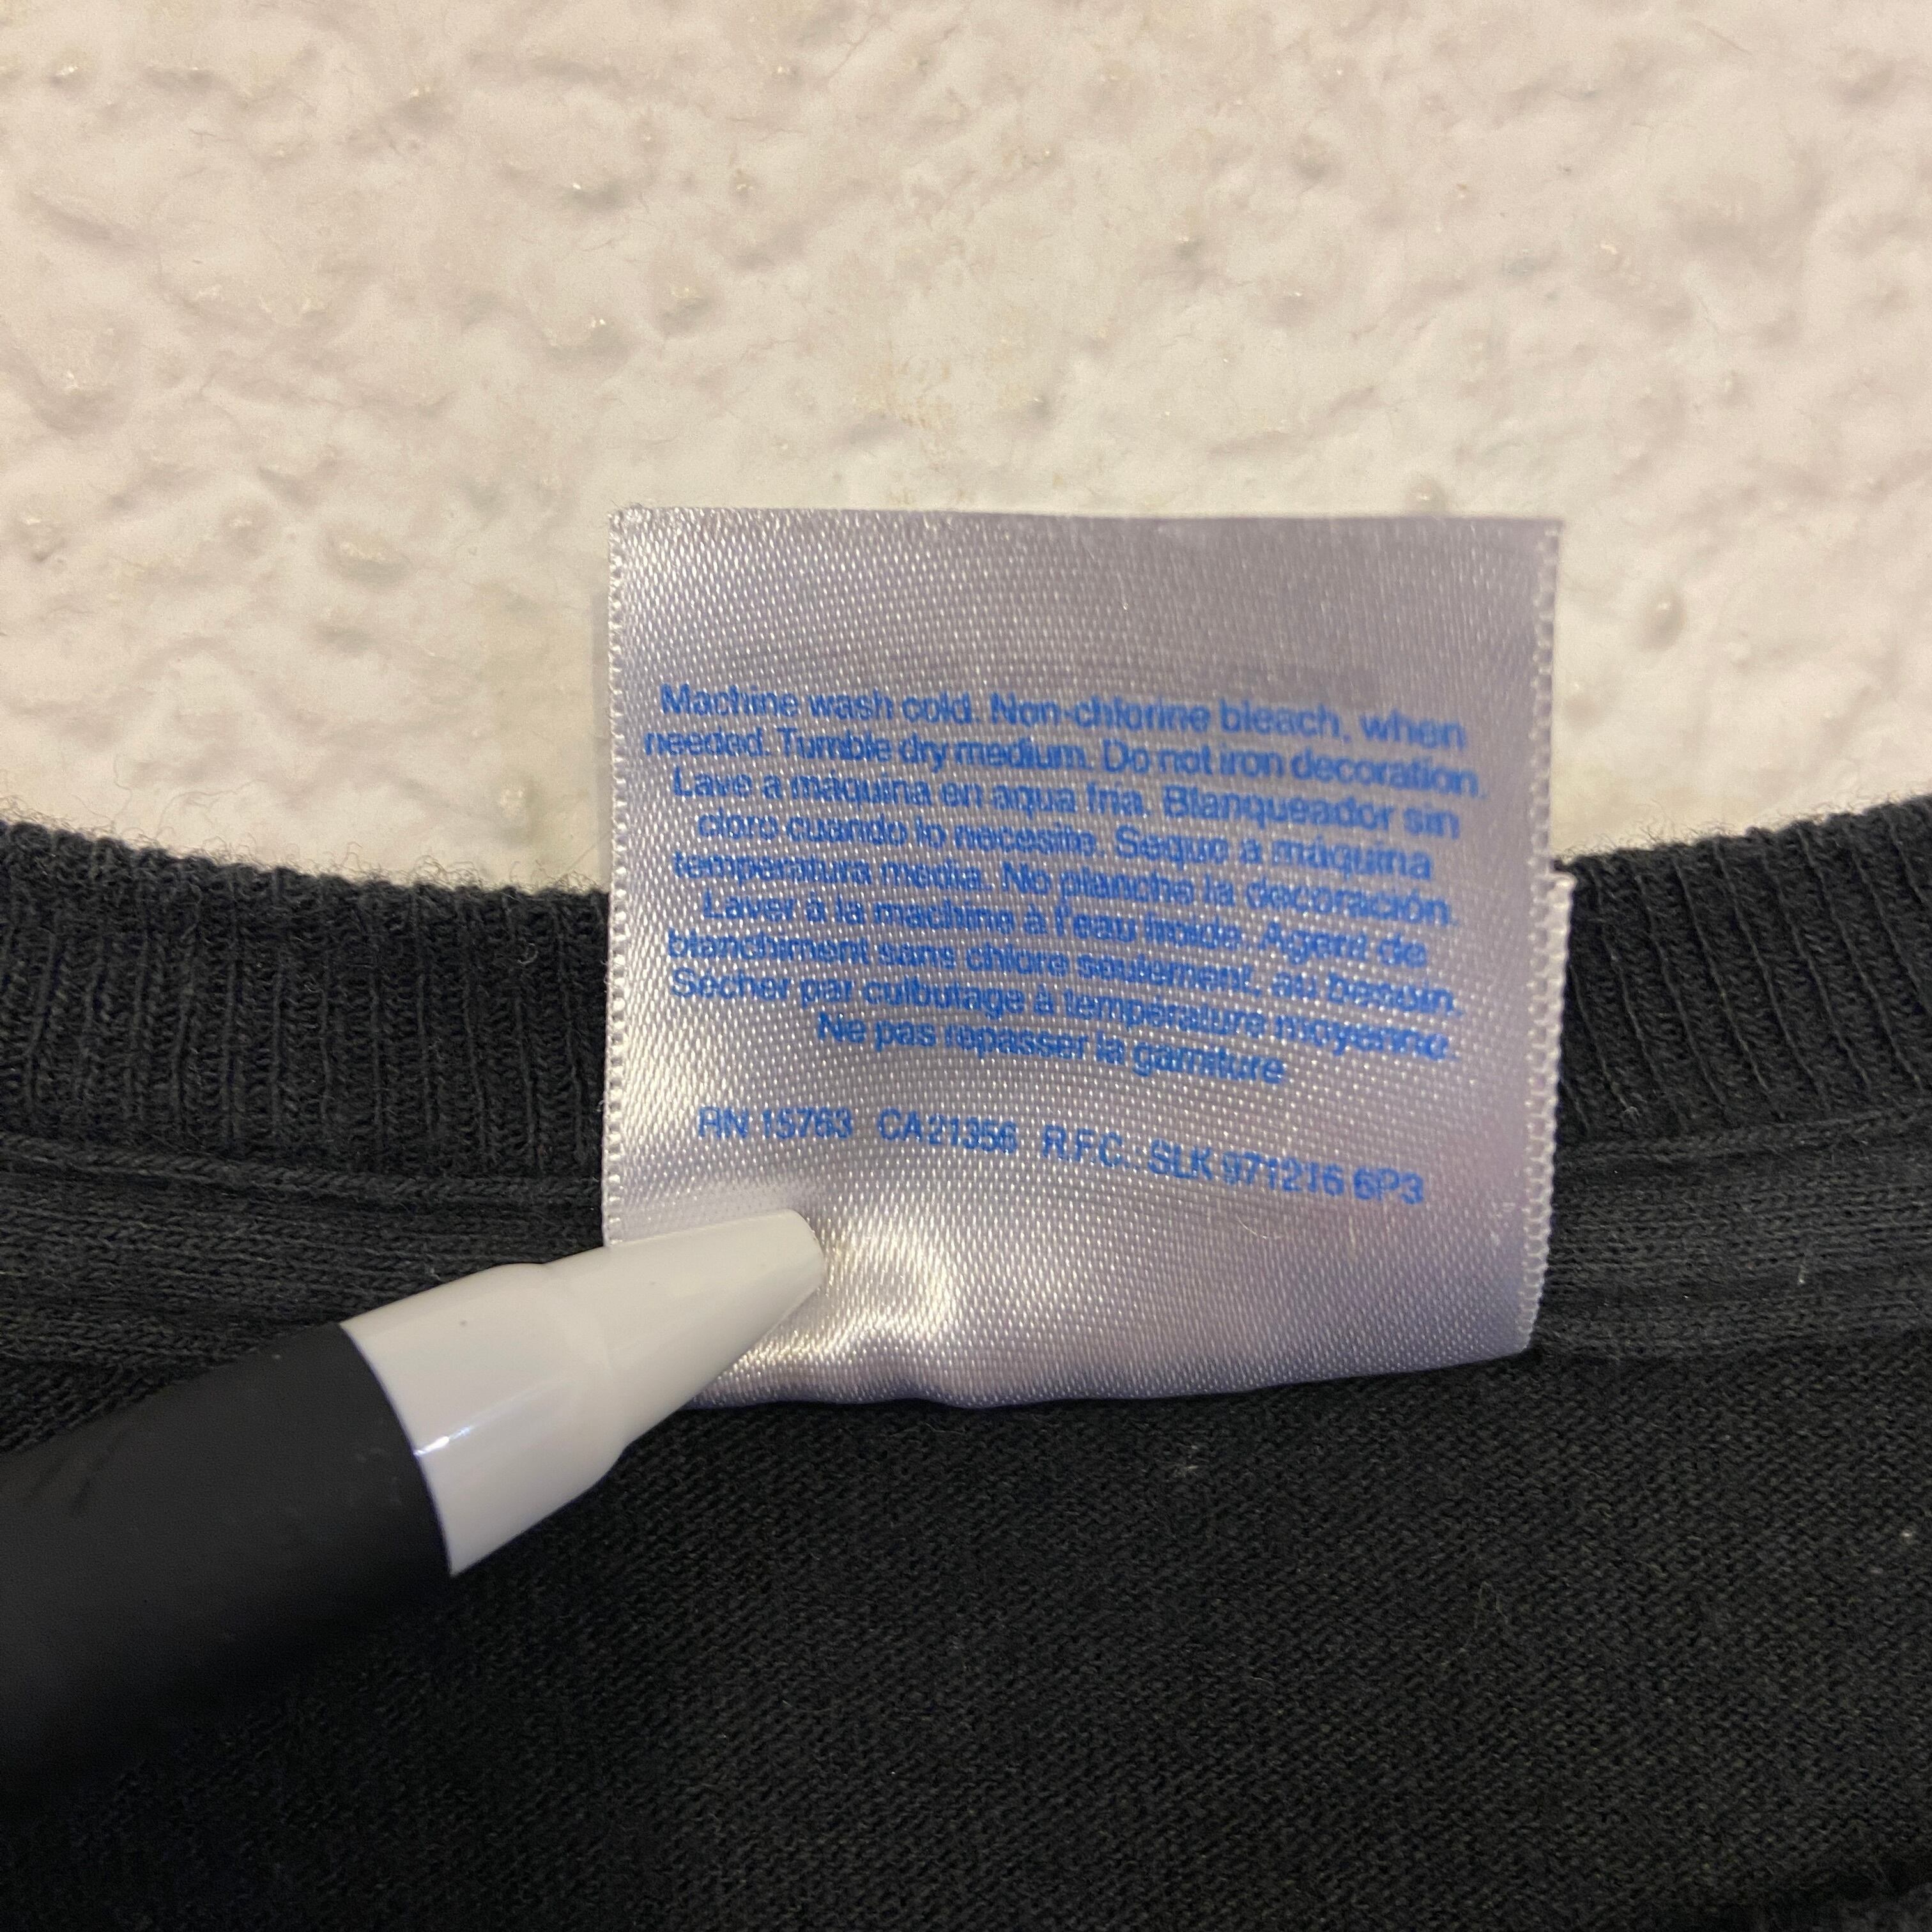 Machine wash cold. Non-chlorine bleach, when
needed. Tumble dry medium. Do not iron decoration.
Lave a maquina en aqua fria. Blanqueador sin
cloro cuando lo necesite. Seque a máquina
temperatura media. No planche la decoración.
Laver à la machine à l'eau froide. Agent de
blanchiment sans chlore seulement, au besoin.
Sécher par culbutage à température moyenne.
Ne pas repasser la garniture
RN 15763 CA21356 R.F.C.: SLK 971216 6P3